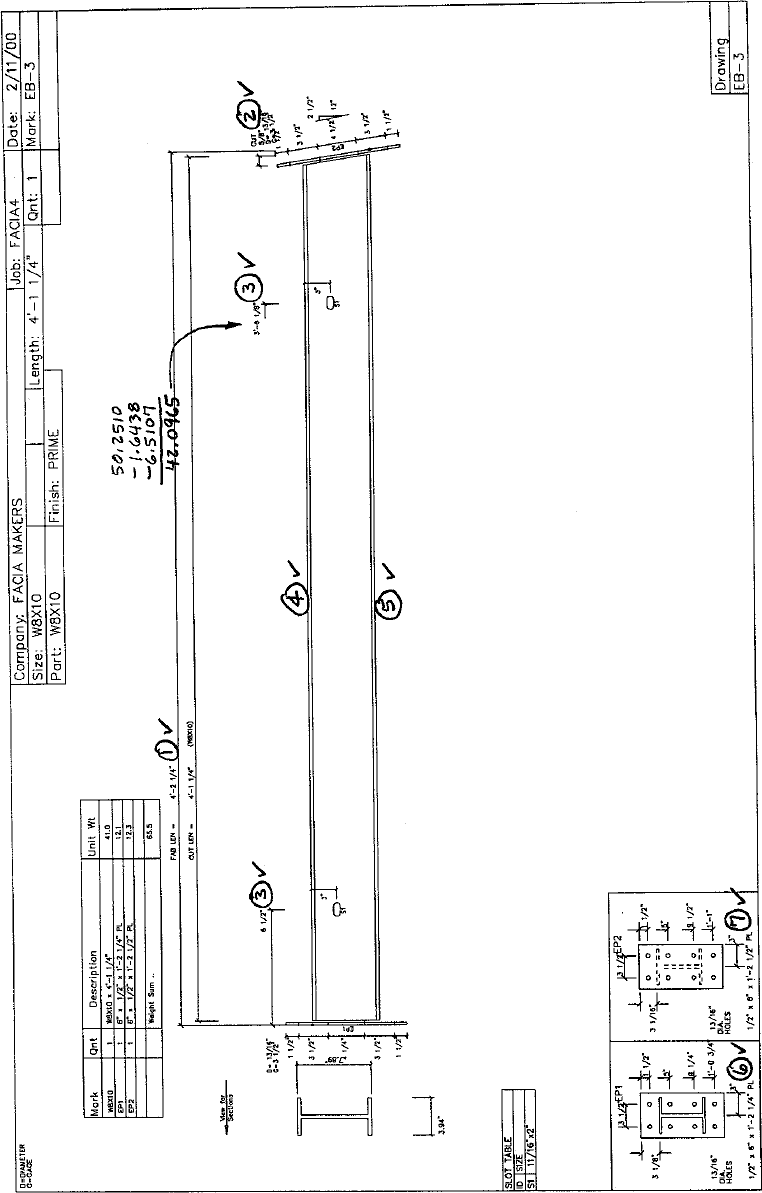 Company: FACIA MAKERS
Job: FACIA4
Date: 2/11/00
Size: W8X10
Length: 4'-1 1/4"
Qnt: 1
Mark: EB-3
Part: W8X10
Finish: PRIME
Drawing
EB-3
Mark Qnt Description Unit Wt
W8X10 1 W8X10 x 4'-1 1/4" 41.0
EP1 1 6" x 1/2" x 1'-2 1/4" PL 12.1
EP2 1 6" x 1/2" x 1'-2 1/2" PL 12.3
Weight Sum .. 65.5
50.2510
-1.6438
-6.5107
42.0965
FAB LEN = 4'-2 1/4" 1 ✓
CUT LEN = 4'-1 1/4" (W8X10)
6 1/2" 3 ✓
3'-6 1/8" 3 ✓
2 ✓
CUT
5/8"
1"
3 1/2"
4 1/2"
3 1/2"
1 1/2"
2 1/2"
12"
EP2
3"
S1
3"
S1
4 ✓
5 ✓
D= 13/16"
G=3 1/2"
1 1/2"
3 1/2"
1/4"
3 1/2"
1 1/2"
EP1
7.89"
3.94"
View for
Sections
D=DIAMETER
G=GAGE
SLOT TABLE
ID SIZE
S1 11/16"x2"
EP1
3 1/2"
1 1/2"
5"
9 1/4"
1'-0 3/4"
3"
3 1/8"
13/16"
DIA.
HOLES
1/2" x 6" x 1'-2 1/4" PL
6 ✓
EP2
3 1/2"
1 1/2"
5"
9 1/2"
1'-1"
3"
3 1/16"
13/16"
DIA.
HOLES
1/2" x 6" x 1'-2 1/2" PL
7 ✓